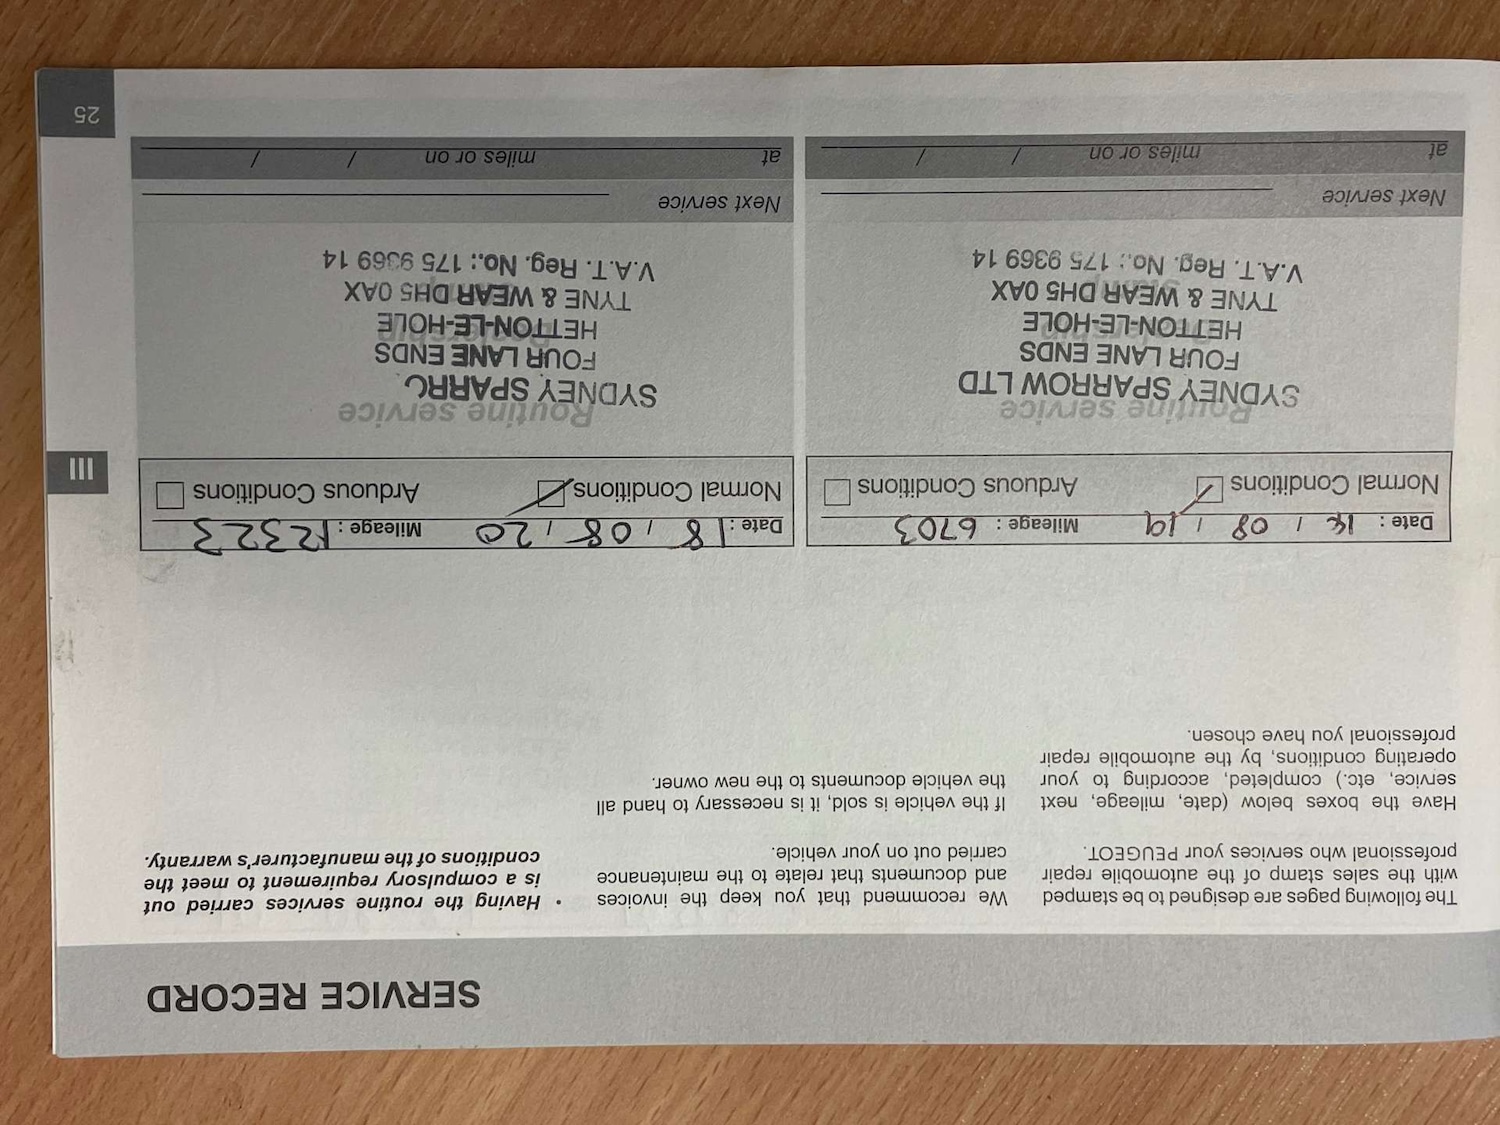 SERVICE RECORD
The following pages are designed to be stamped
with the sales stamp of the automobile repair
professional who services your PEUGEOT.
Have the boxes below (date, mileage, next
service, etc.) completed, according to your
operating conditions, by the automobile repair
professional you have chosen.
We recommend that you keep the invoices
and documents that relate to the maintenance
carried out on your vehicle.
If the vehicle is sold, it is necessary to hand all
the vehicle documents to the new owner.
• Having the routine services carried out
is a compulsory requirement to meet the
conditions of the manufacturer's warranty.
Date : 14 / 08 / 19 Mileage : 6703
Normal Conditions Arduous Conditions
Routine service
SYDNEY SPARROW LTD
FOUR LANE ENDS
HETTON-LE-HOLE
TYNE & WEAR DH5 0AX
V.A.T. Reg. No.: 175 9369 14
Next service
at miles or on / /
Date : 18 / 08 / 20 Mileage : 12323
Normal Conditions Arduous Conditions
Routine service
SYDNEY SPARRO
FOUR LANE ENDS
HETTON-LE-HOLE
TYNE & WEAR DH5 0AX
V.A.T. Reg. No.: 175 9369 14
Next service
at miles or on / /
III
25